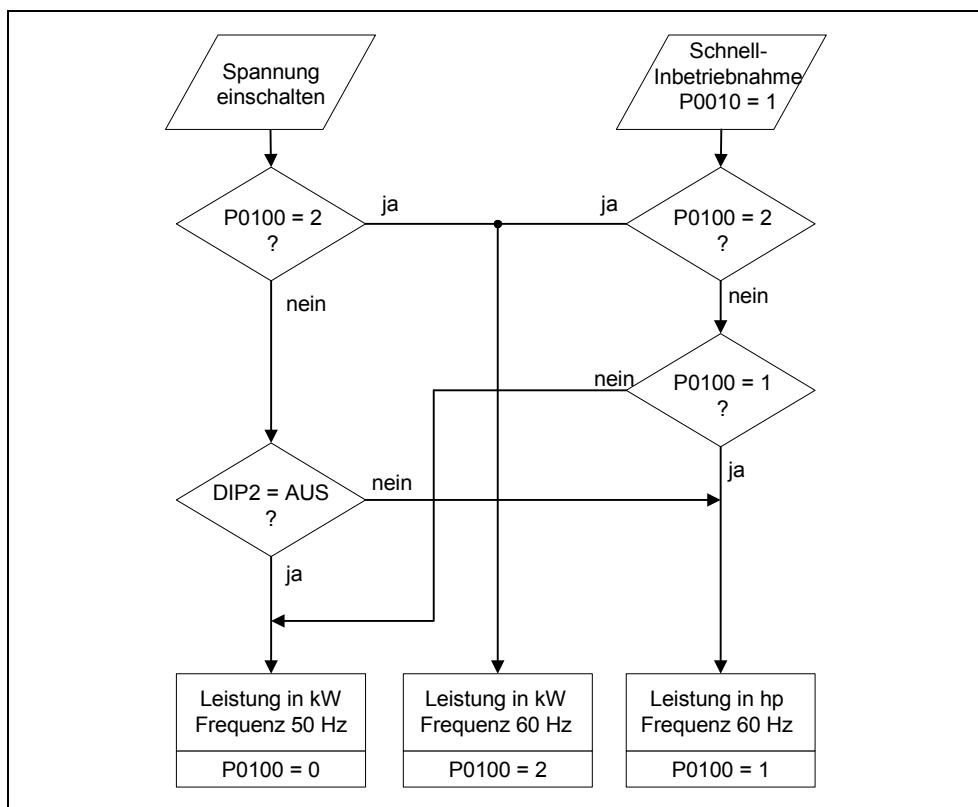 Spannung
einschalten
Schnell-
Inbetriebnahme
P0010 = 1
P0100 = 2
?
ja
ja
P0100 = 2
?
nein
nein
nein
P0100 = 1
?
DIP2 = AUS
?
nein
ja
ja
Leistung in kW
Frequenz 50 Hz
P0100 = 0
Leistung in kW
Frequenz 60 Hz
P0100 = 2
Leistung in hp
Frequenz 60 Hz
P0100 = 1